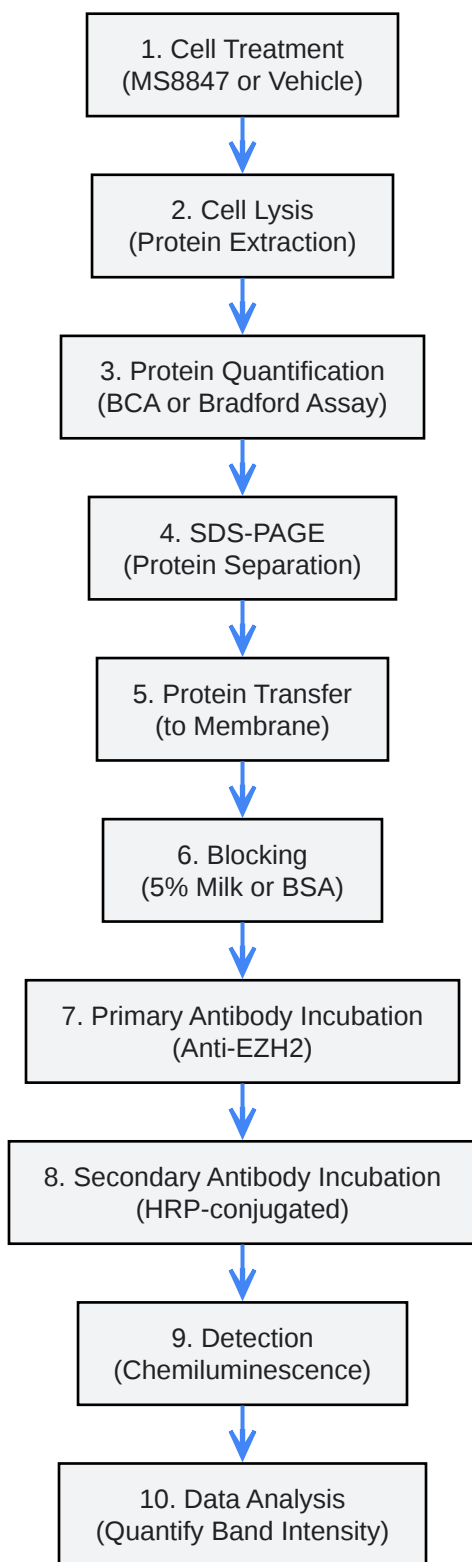 1. Cell Treatment
(MS8847 or Vehicle)
2. Cell Lysis
(Protein Extraction)
3. Protein Quantification
(BCA or Bradford Assay)
4. SDS-PAGE
(Protein Separation)
5. Protein Transfer
(to Membrane)
6. Blocking
(5% Milk or BSA)
7. Primary Antibody Incubation
(Anti-EZH2)
8. Secondary Antibody Incubation
(HRP-conjugated)
9. Detection
(Chemiluminescence)
10. Data Analysis
(Quantify Band Intensity)